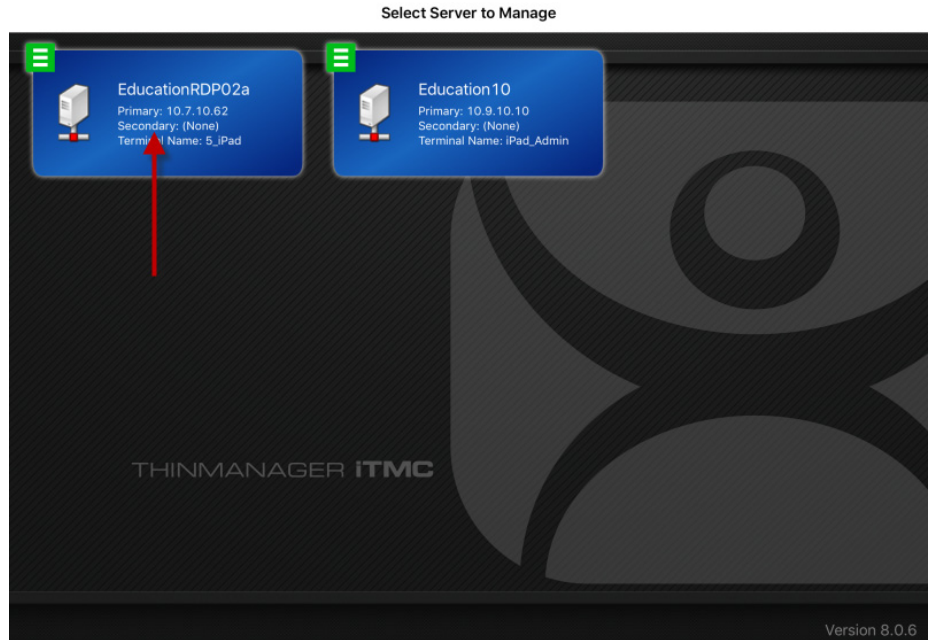 Select Server to Manage
EducationRDP02a
Primary: 10.7.10.62
Secondary: (None)
Terminal Name: 5_iPad
Education10
Primary: 10.9.10.10
Secondary: (None)
Terminal Name: iPad_Admin
THINMANAGER iTMC
Version 8.0.6